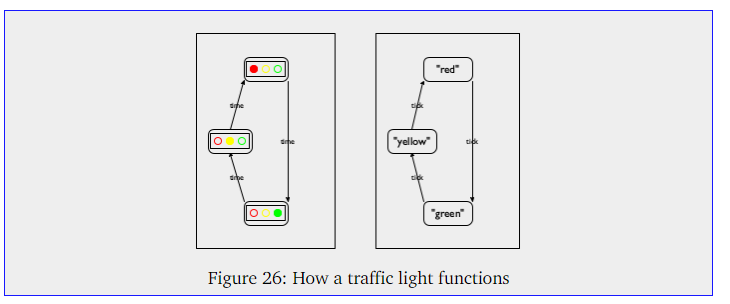 "red"
time
tick
"yellow"
time
tick
time
tick
"green"
Figure 26: How a traffic light functions